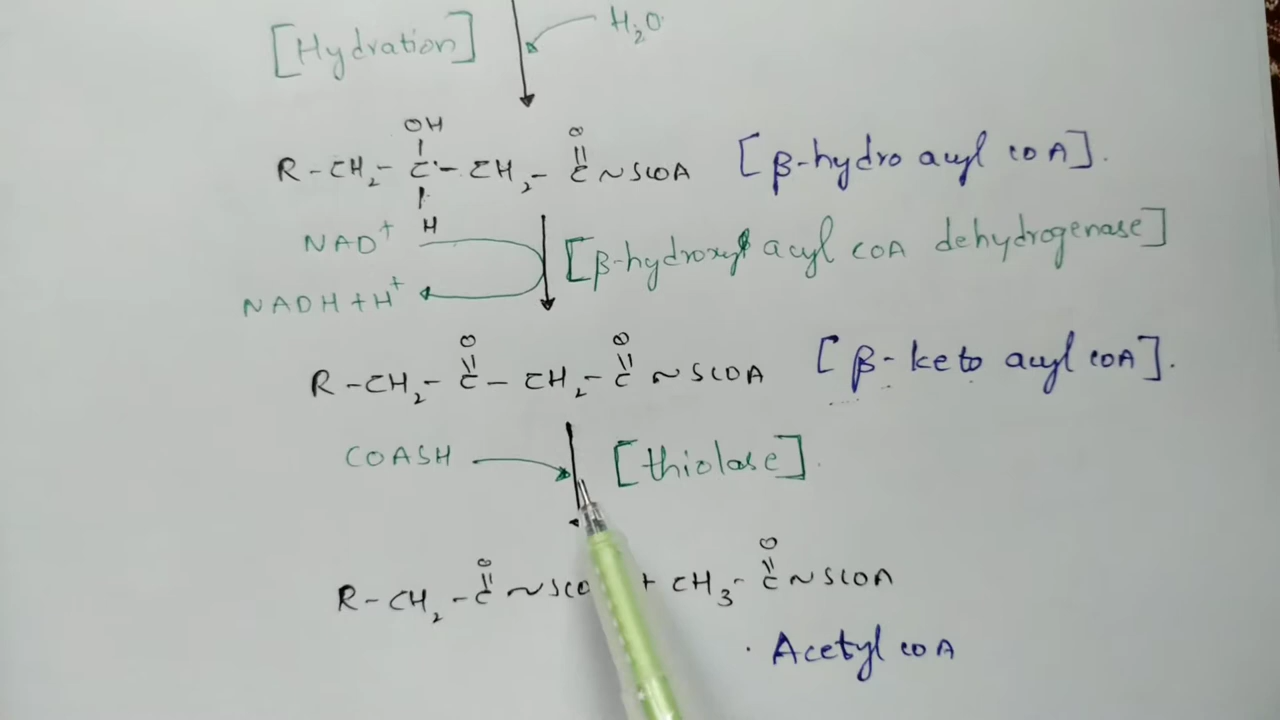 [Hydration] H₂O
OH O
| ||
R-CH₂-C-CH₂-C~SCOA [β-hydro acyl COA].
|
H
NAD⁺ [β-hydroxyl acyl COA dehydrogenase]
NADH+H⁺
O O
|| ||
R-CH₂-C-CH₂-C~SCOA [β-keto acyl COA].
COASH [thiolase]
O O
|| ||
R-CH₂-C~SCO + CH₃-C~SCOA
Acetyl COA